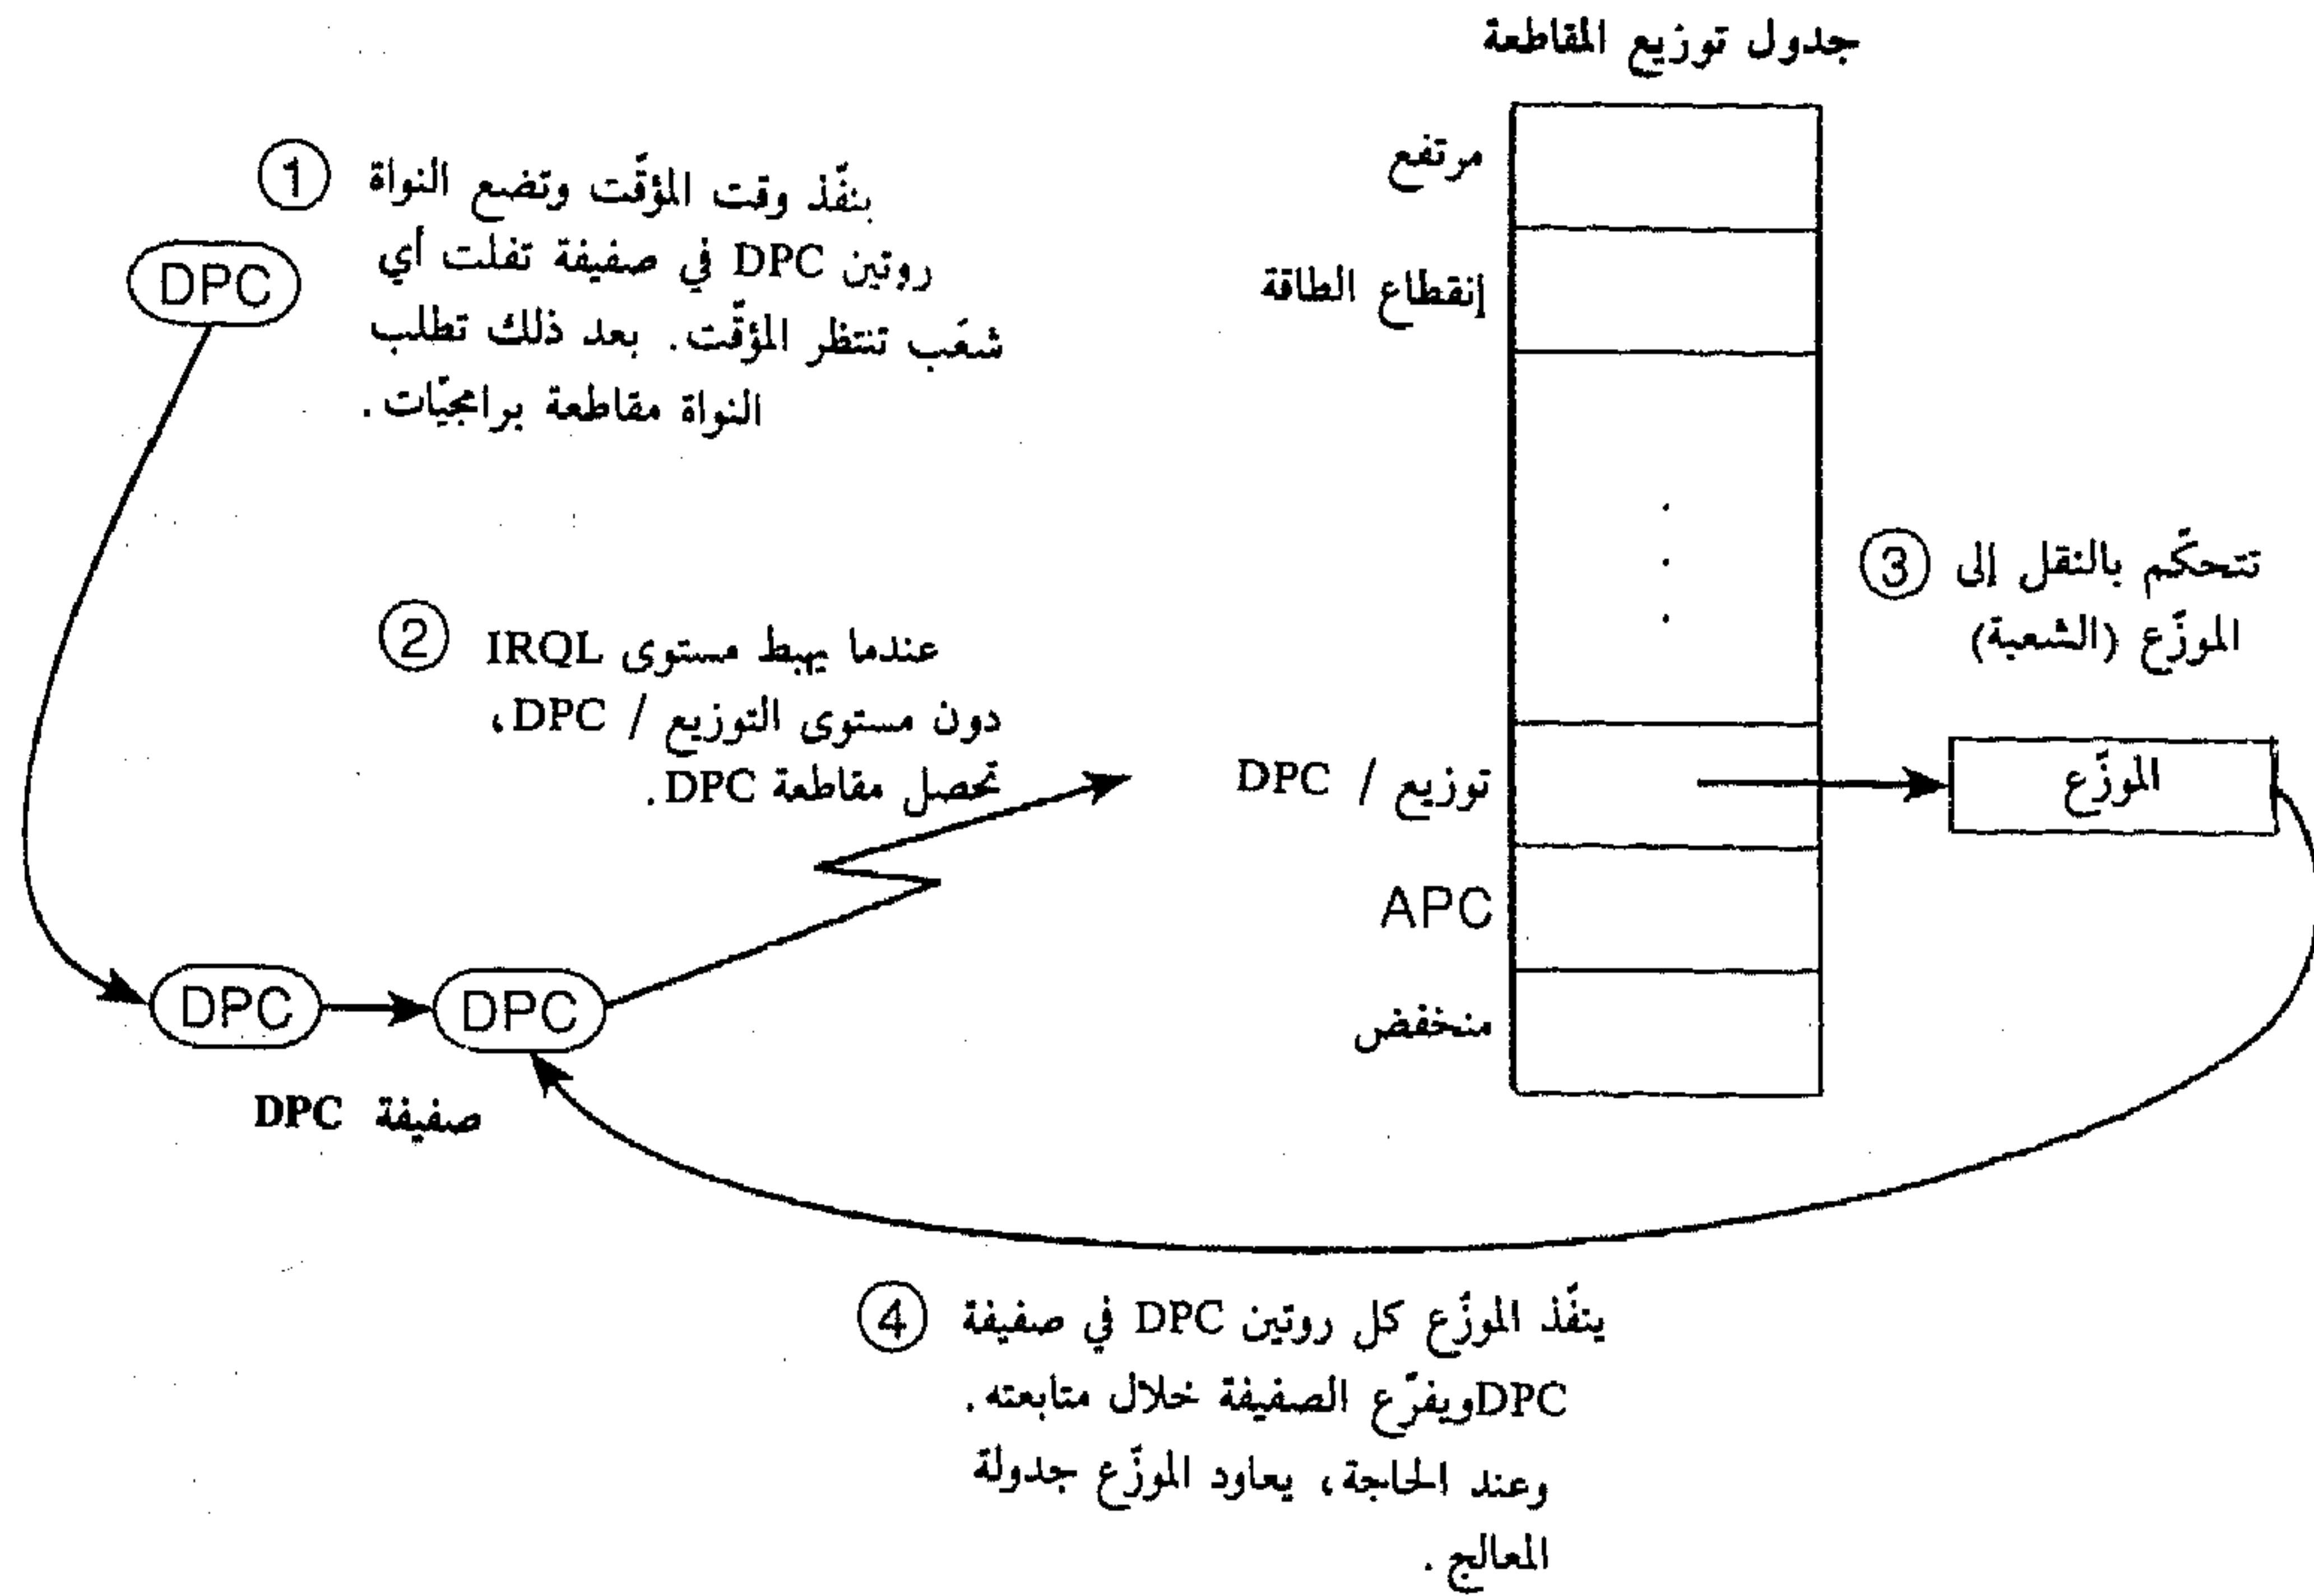 جدول توزيع المقاطعة
مرتفع
إنقطاع الطاقة
توزيع / DPC
APC
منخفض
① ينفّذ وقت المؤقّت وتضع النواة
روتين DPC في صفيفة تفلت أي
شعَب تنتظر المؤقّت. بعد ذلك تطلب
النواة مقاطعة برامجيّات.
DPC
② عندما يهبط مستوى IRQL
دون مستوى التوزيع / DPC،
تحصل مقاطعة DPC.
③ تتحكّم بالنقل إلى
الموزّع (الشعبة)
الموزّع
DPC
DPC
صفيفة DPC
④ ينفّذ الموزّع كل روتين DPC في صفيفة
DPCويفرّغ الصفيفة خلال متابعته.
وعند الحاجة، يعاود الموزّع جدولة
المعالج.